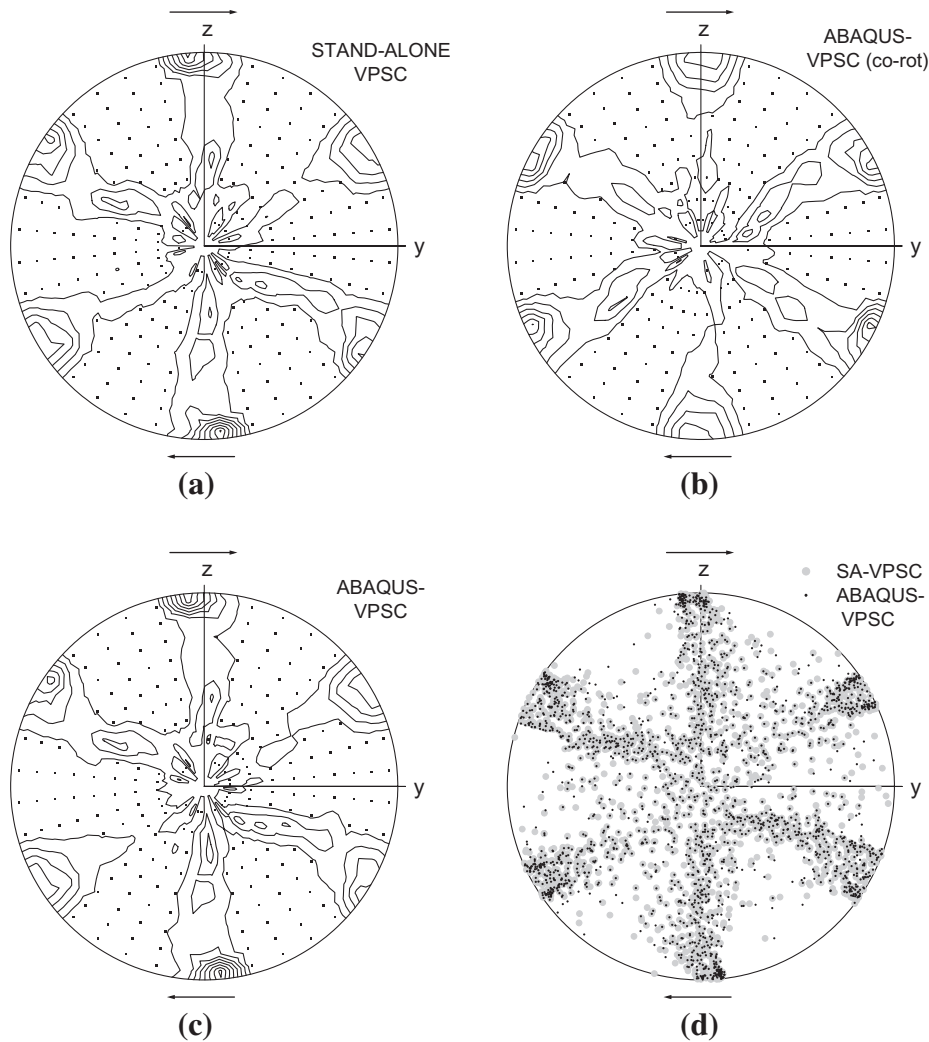 z
STAND-ALONE
VPSC
y
(a)
z
ABAQUS-
VPSC (co-rot)
y
(b)
z
ABAQUS-
VPSC
y
(c)
z
SA-VPSC
ABAQUS-
VPSC
y
(d)